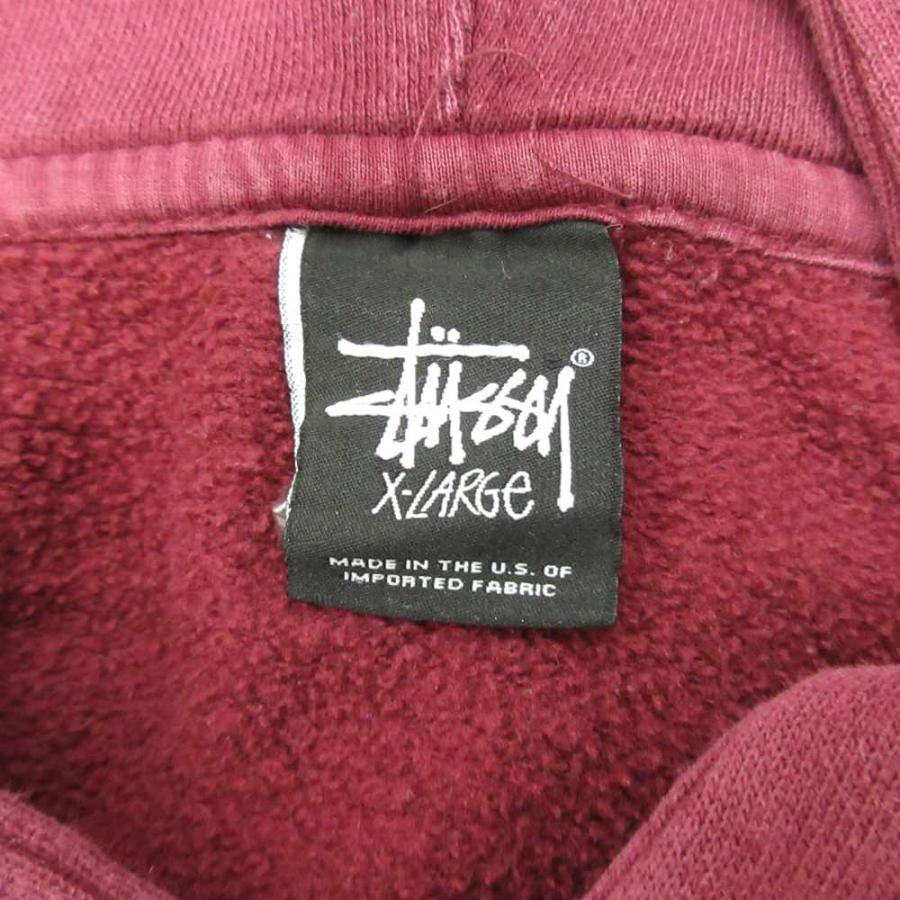 Stüssy®
X-LARGe
MADE IN THE U.S. OF
IMPORTED FABRIC